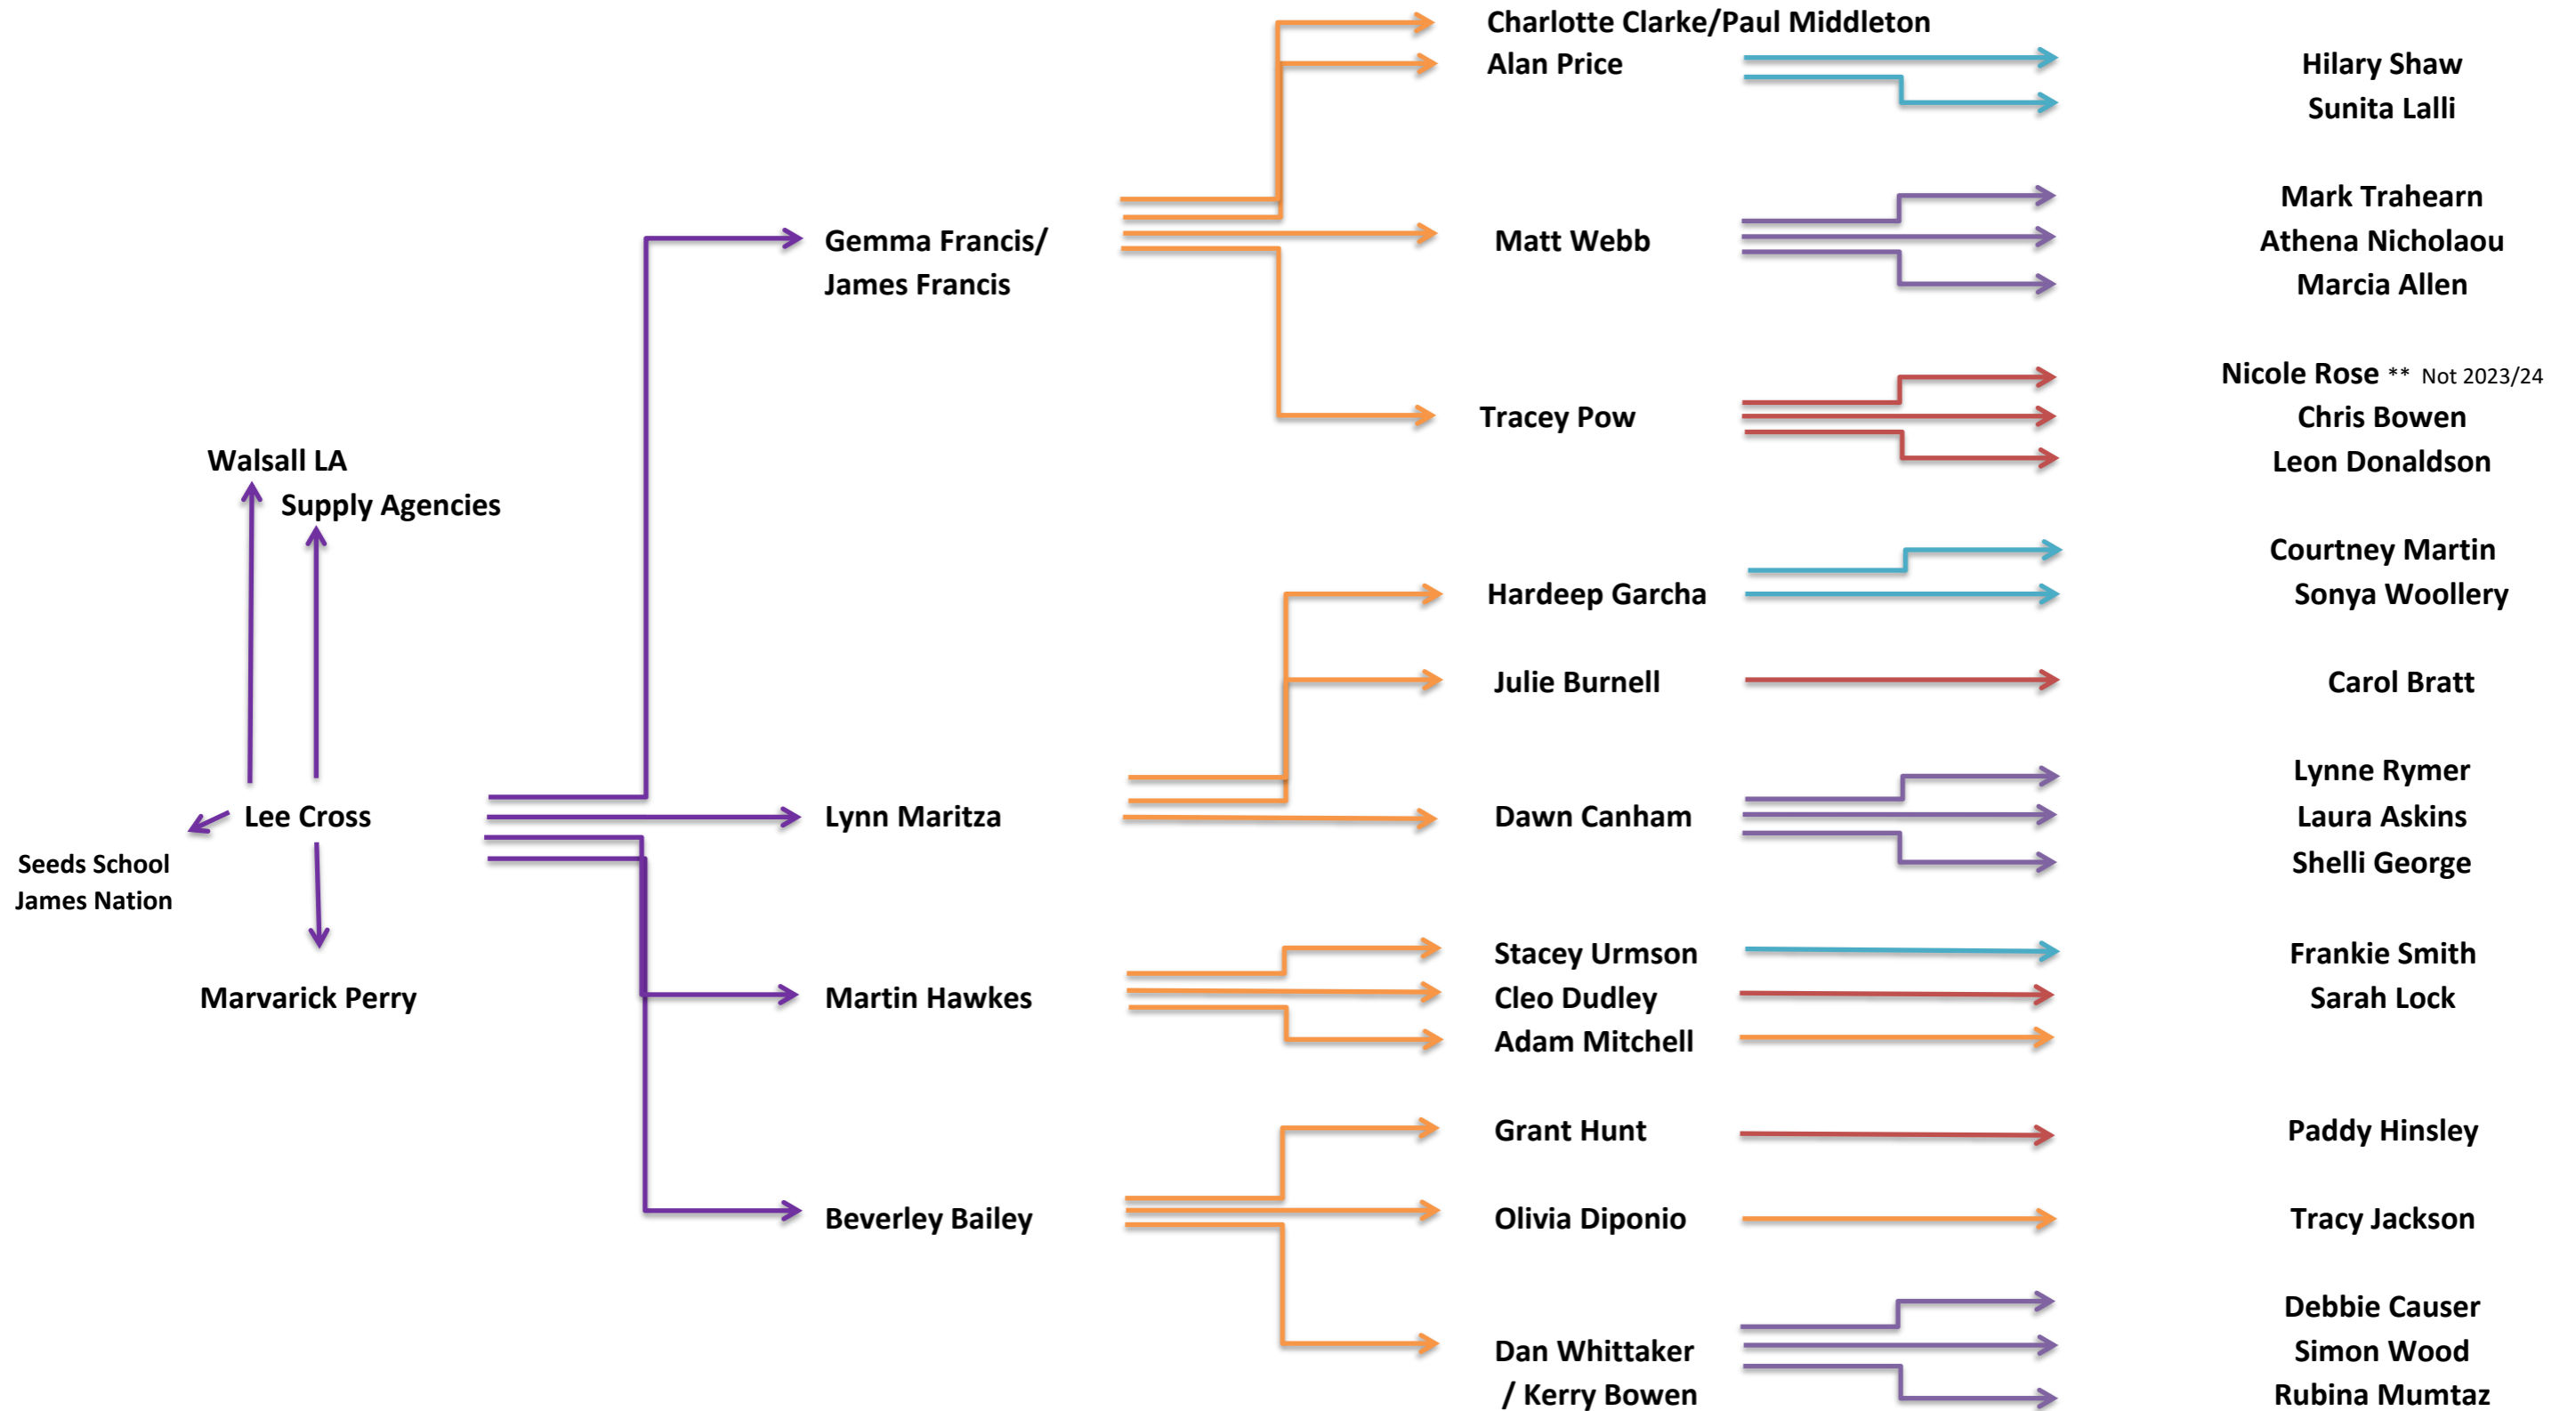 Charlotte Clarke/Paul Middleton
Alan Price
Hilary Shaw
Sunita Lalli
Mark Trahearn
Gemma Francis/
James Francis
Matt Webb
Athena Nicholaou
Marcia Allen
Nicole Rose ** Not 2023/24
Tracey Pow
Chris Bowen
Walsall LA
Leon Donaldson
Supply Agencies
Courtney Martin
Hardeep Garcha
Sonya Woollery
Julie Burnell
Carol Bratt
Lynne Rymer
Lee Cross
Lynn Maritza
Dawn Canham
Laura Askins
Seeds School
James Nation
Shelli George
Stacey Urmson
Frankie Smith
Marvarick Perry
Martin Hawkes
Cleo Dudley
Sarah Lock
Adam Mitchell
Grant Hunt
Paddy Hinsley
Beverley Bailey
Olivia Diponio
Tracy Jackson
Debbie Causer
Dan Whittaker
/ Kerry Bowen
Simon Wood
Rubina Mumtaz